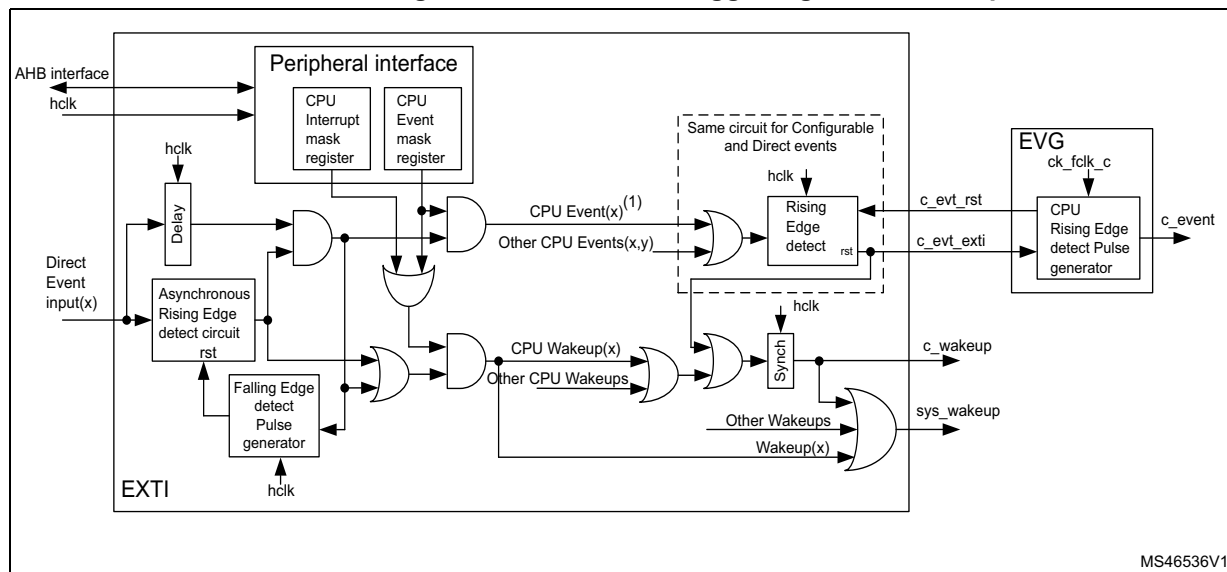 AHB interface
hclk
Peripheral interface
CPU
Interrupt
mask
register
CPU
Event
mask
register
hclk
Delay
Direct
Event
input(x)
Asynchronous
Rising Edge
detect circuit
rst
Falling Edge
detect
Pulse
generator
hclk
EXTI
CPU Event(x)(1)
Other CPU Events(x,y)
Same circuit for Configurable
and Direct events
hclk
Rising
Edge
detect
rst
c_evt_rst
c_evt_exti
EVG
ck_fclk_c
CPU
Rising Edge
detect Pulse
generator
c_event
CPU Wakeup(x)
Other CPU Wakeups
hclk
Synch
c_wakeup
Other Wakeups
sys_wakeup
Wakeup(x)
MS46536V1